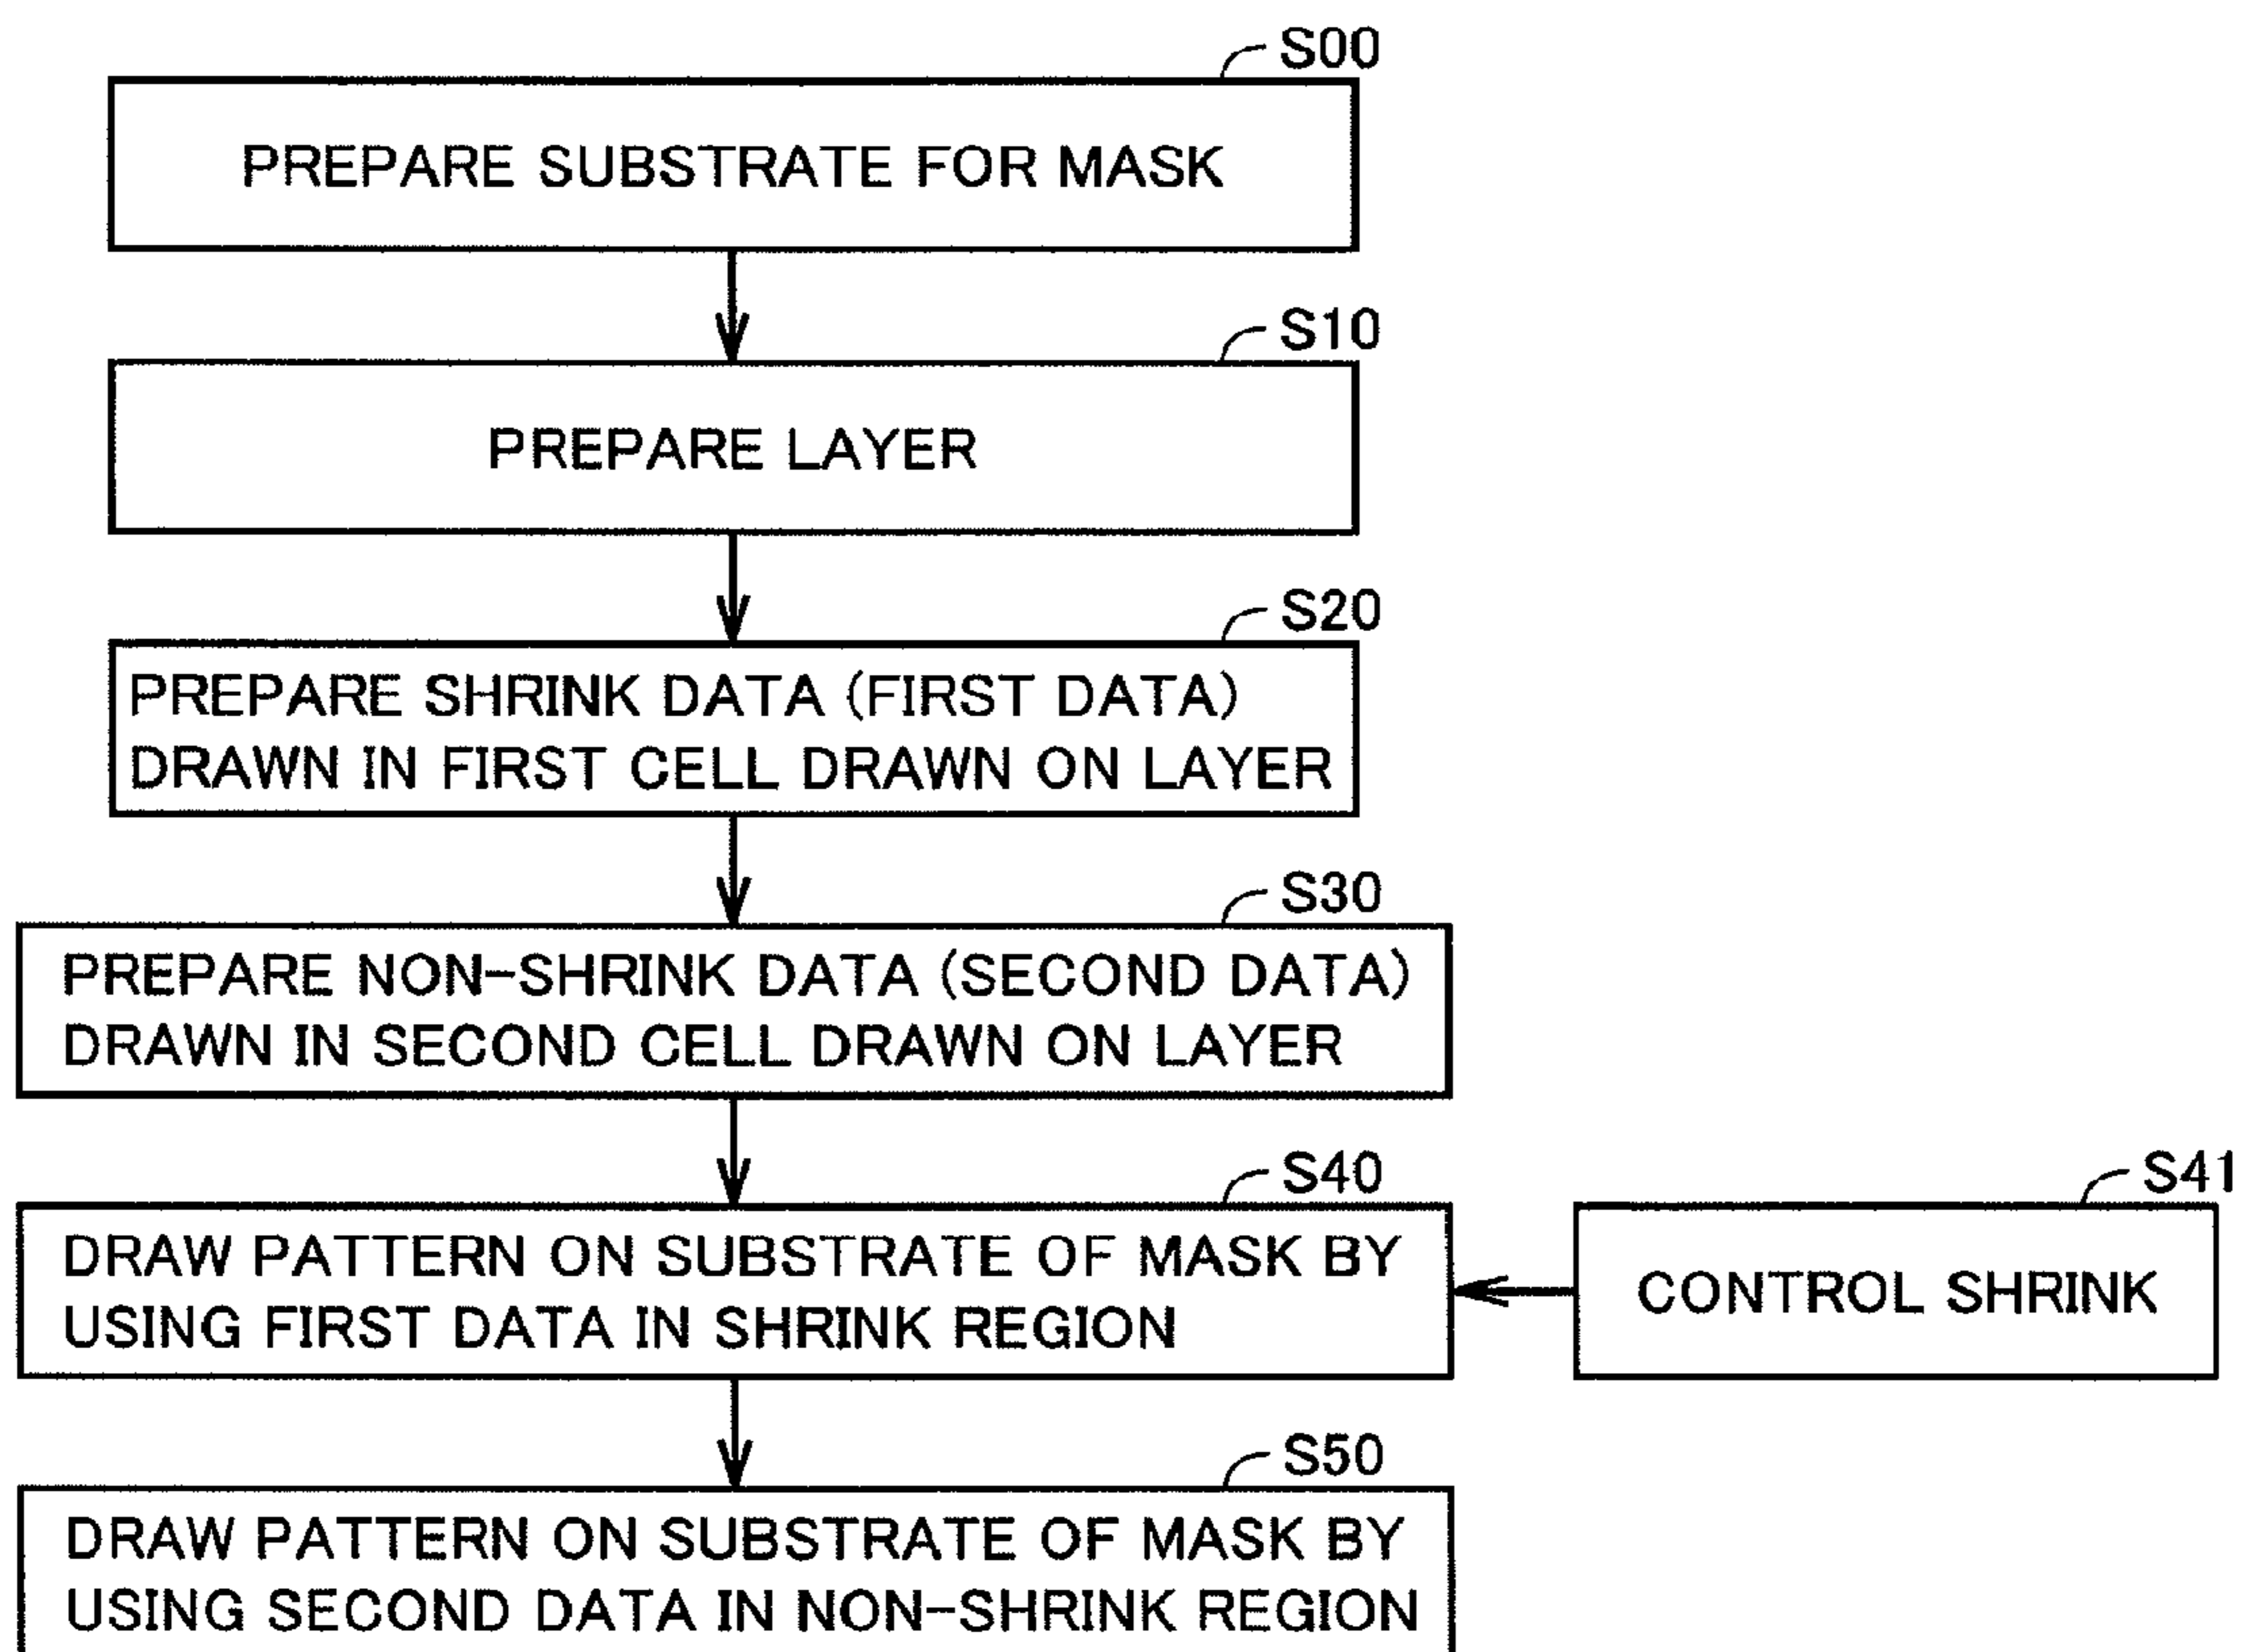 S00
PREPARE SUBSTRATE FOR MASK
S10
PREPARE LAYER
S20
PREPARE SHRINK DATA (FIRST DATA)
DRAWN IN FIRST CELL DRAWN ON LAYER
S30
PREPARE NON-SHRINK DATA (SECOND DATA)
DRAWN IN SECOND CELL DRAWN ON LAYER
S40
DRAW PATTERN ON SUBSTRATE OF MASK BY
USING FIRST DATA IN SHRINK REGION
S41
CONTROL SHRINK
S50
DRAW PATTERN ON SUBSTRATE OF MASK BY
USING SECOND DATA IN NON-SHRINK REGION